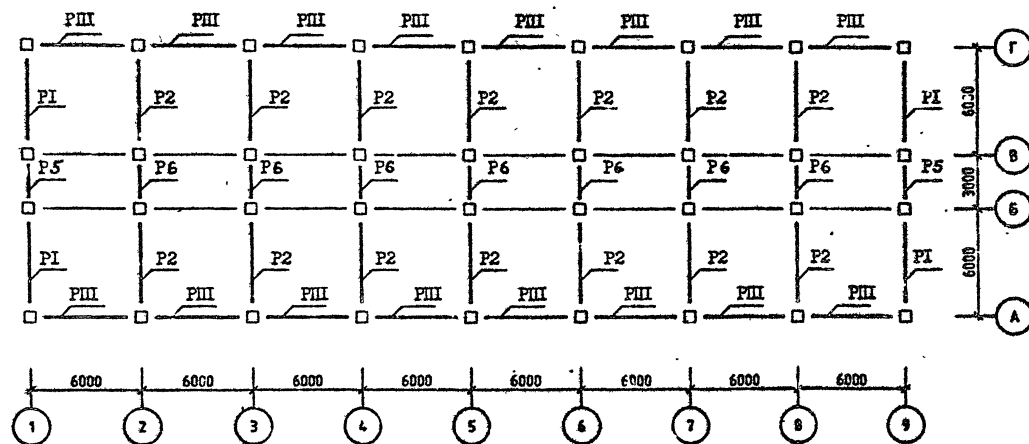 РШ РШ РШ РШ РШ РШ РШ РШ
Г
Р1 Р2 Р2 Р2 Р2 Р2 Р2 Р2 Р1
6000
В
Р5 Р6 Р6 Р6 Р6 Р6 Р6 Р6 Р5
3000
Б
Р1 Р2 Р2 Р2 Р2 Р2 Р2 Р2 Р1
6000
РШ РШ РШ РШ РШ РШ РШ РШ
А
6000 6000 6000 6000 6000 6000 6000 6000
1 2 3 4 5 6 7 8 9